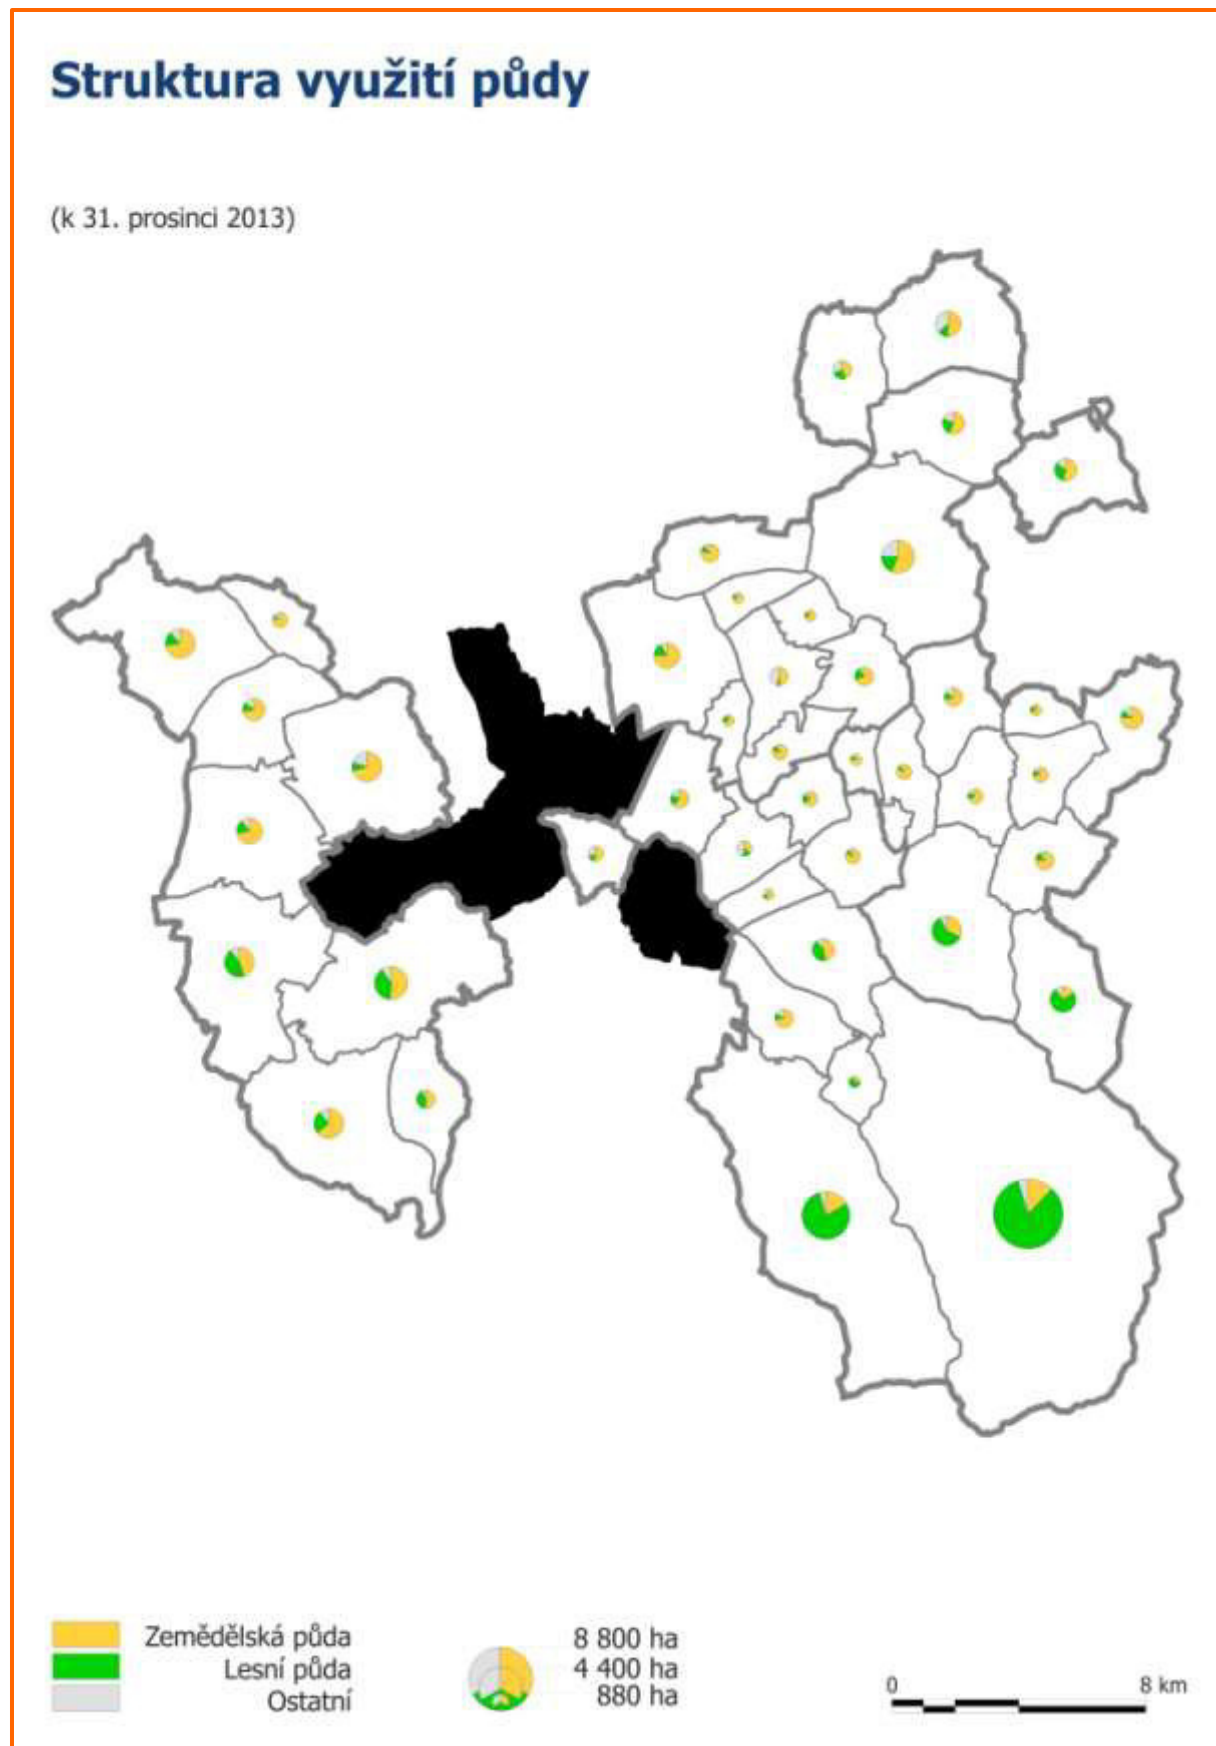 Struktura využití půdy
(k 31. prosinci 2013)
Zemědělská půda
Lesní půda
Ostatní
8 800 ha
4 400 ha
880 ha
0 8 km